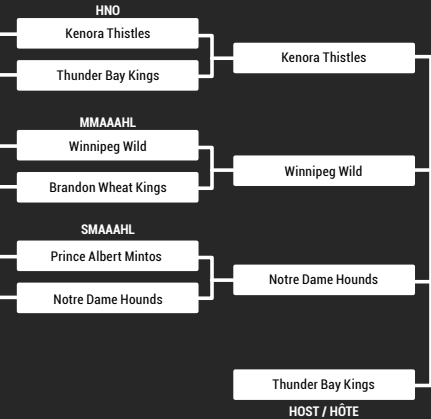 HNO
Kenora Thistles
Thunder Bay Kings
Kenora Thistles
MMAAAHL
Winnipeg Wild
Brandon Wheat Kings
Winnipeg Wild
SMAAAHL
Prince Albert Mintos
Notre Dame Hounds
Notre Dame Hounds
Thunder Bay Kings
HOST / HÔTE